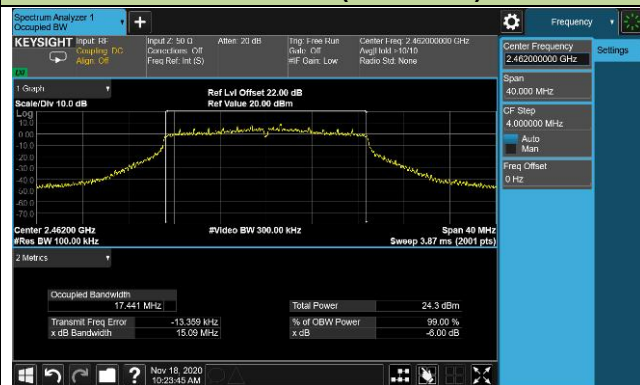 Spectrum Analyzer 1
Occupied BW
Frequency
KEYSIGHT
Input: RF
Coupling: DC
Align: Off
Input Z: 50 Ω
Corrections: Off
Freq Ref: Int (S)
Atten: 20 dB
Trig: Free Run
Gate: Off
#IF Gain: Low
Center Freq: 2.462000000 GHz
Avg|Hold >10/10
Radio Std: None
Center Frequency
2.462000000 GHz
Settings
Span
40.000 MHz
CF Step
4.000000 MHz
Auto
Man
Freq Offset
0 Hz
1 Graph
Scale/Div 10.0 dB
Ref Lvl Offset 22.00 dB
Ref Value 20.00 dBm
Log
10.0
0.00
-10.0
-20.0
-30.0
-40.0
-50.0
-60.0
-70.0
Center 2.46200 GHz
#Res BW 100.00 kHz
#Video BW 300.00 kHz
Span 40 MHz
Sweep 3.87 ms (2001 pts)
2 Metrics
Occupied Bandwidth
17.441 MHz
Total Power 24.3 dBm
Transmit Freq Error -13.359 kHz
% of OBW Power 99.00 %
x dB Bandwidth 15.09 MHz
x dB -6.00 dB
Nov 18, 2020
10:23:45 AM